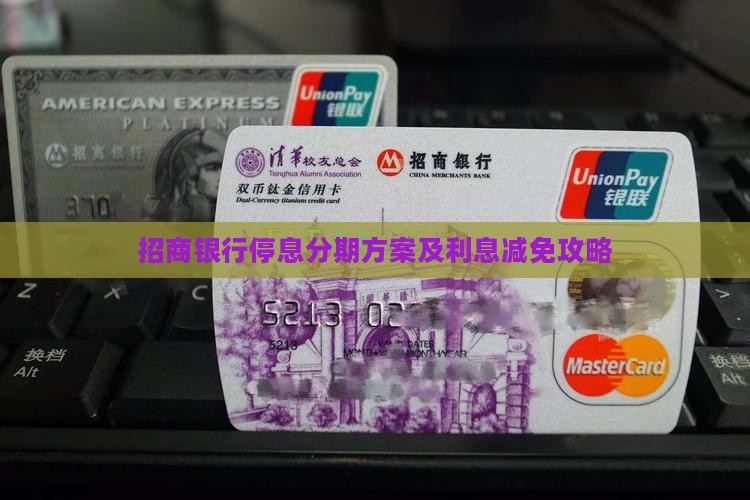 AMERICAN EXPRESS
PLATINUM
UnionPay
银联
招商银行
370
清华校友总会
Tsinghua Alumni Association
招商银行
CHINA MERCHANTS BANK
双币钛金信用卡
Dual-Currency titanium credit card
UnionPay
银联
招商银行停息分期方案及利息减免攻略
5213 02
5213
MasterCard
Z
X
换档
Alt
换档
Alt